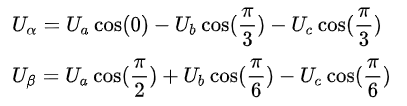 U_α = U_a cos(0) − U_b cos(π/3) − U_c cos(π/3)
U_β = U_a cos(π/2) + U_b cos(π/6) − U_c cos(π/6)